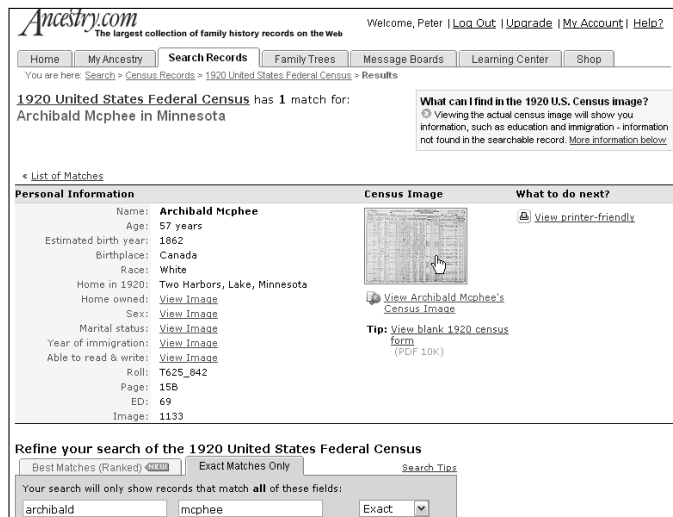 Ancestry.com
The largest collection of family history records on the Web
Welcome, Peter | Log Out | Upgrade | My Account | Help?
Home My Ancestry Search Records Family Trees Message Boards Learning Center Shop
You are here: Search > Census Records > 1920 United States Federal Census > Results
1920 United States Federal Census has 1 match for:
Archibald Mcphee in Minnesota
What can I find in the 1920 U.S. Census image?
Viewing the actual census image will show you
information, such as education and immigration - information
not found in the searchable record. More information below
« List of Matches
Personal Information
Name: Archibald Mcphee
Age: 57 years
Estimated birth year: 1862
Birthplace: Canada
Race: White
Home in 1920: Two Harbors, Lake, Minnesota
Home owned: View Image
Sex: View Image
Marital status: View Image
Year of immigration: View Image
Able to read & write: View Image
Roll: T625_842
Page: 15B
ED: 69
Image: 1133
Census Image
View Archibald Mcphee's
Census Image
Tip: View blank 1920 census
form
(PDF 10K)
What to do next?
View printer-friendly
Refine your search of the 1920 United States Federal Census
Best Matches (Ranked) NEW Exact Matches Only Search Tips
Your search will only show records that match all of these fields:
archibald mcphee Exact